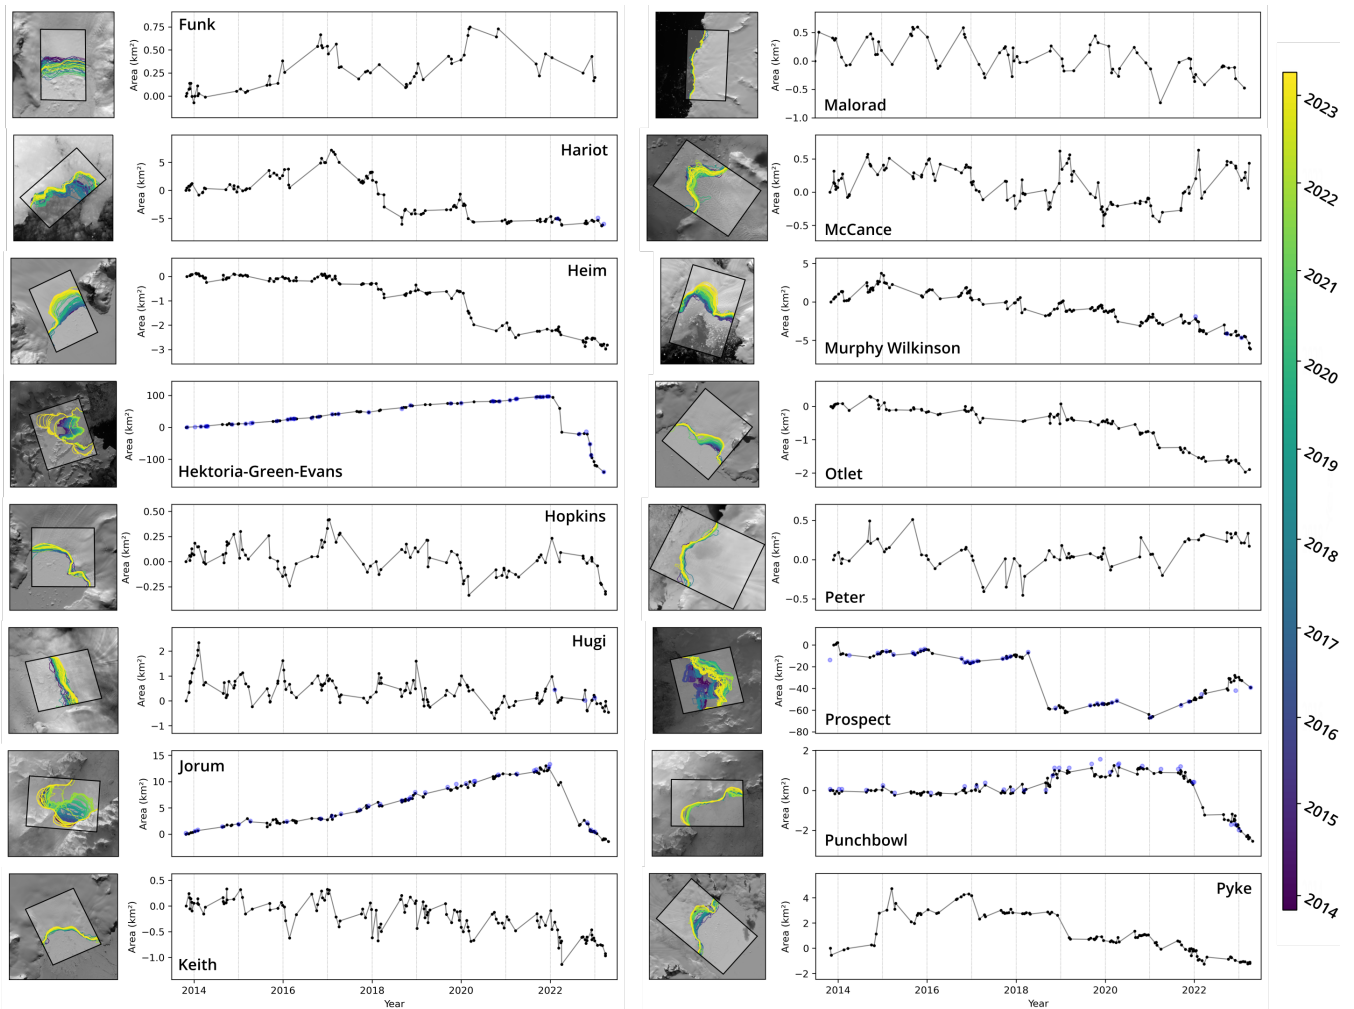 Funk
Area (km²)
0.75
0.50
0.25
0.00
Hariot
Area (km²)
5
0
−5
Heim
Area (km²)
0
−1
−2
−3
Hektoria-Green-Evans
Area (km²)
100
0
−100
Hopkins
Area (km²)
0.50
0.25
0.00
−0.25
Hugi
Area (km²)
2
1
0
−1
Jorum
Area (km²)
15
10
5
0
Keith
Area (km²)
0.5
0.0
−0.5
−1.0
2014 2016 2018 2020 2022
Year
Malorad
Area (km²)
0.5
0.0
−0.5
−1.0
McCance
Area (km²)
0.5
0.0
−0.5
Murphy Wilkinson
Area (km²)
5
0
−5
Otlet
Area (km²)
0
−1
−2
Peter
Area (km²)
0.5
0.0
−0.5
Prospect
Area (km²)
0
−20
−40
−60
−80
Punchbowl
Area (km²)
2
0
−2
Pyke
Area (km²)
4
2
0
−2
2014 2016 2018 2020 2022
Year
2023
2022
2021
2020
2019
2018
2017
2016
2015
2014